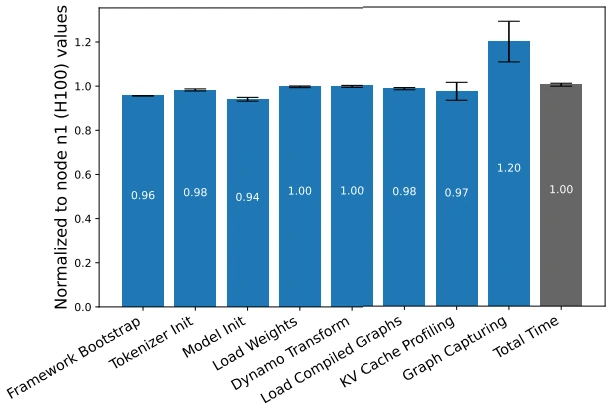 Normalized to node n1 (H100) values
1.2
1.0
0.8
0.6
0.4
0.2
0.0
0.96
0.98
0.94
1.00
1.00
0.98
0.97
1.20
1.00
Framework Bootstrap
Tokenizer Init
Model Init
Load Weights
Dynamo Transform
Load Compiled Graphs
KV Cache Profiling
Graph Capturing
Total Time